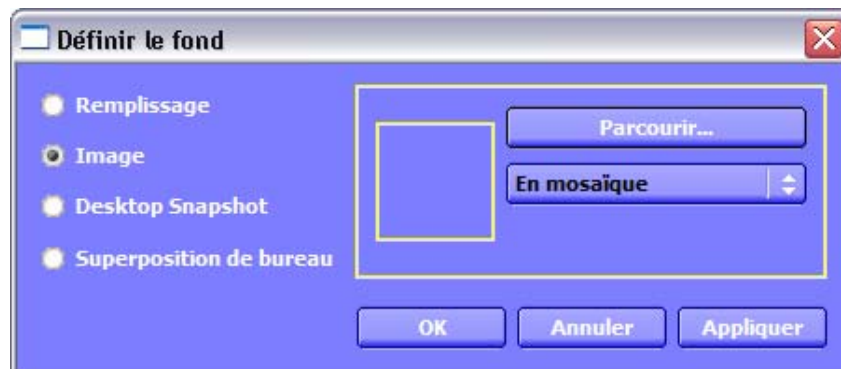 Définir le fond
Remplissage
Image
Desktop Snapshot
Superposition de bureau
Parcourir...
En mosaïque
OK
Annuler
Appliquer